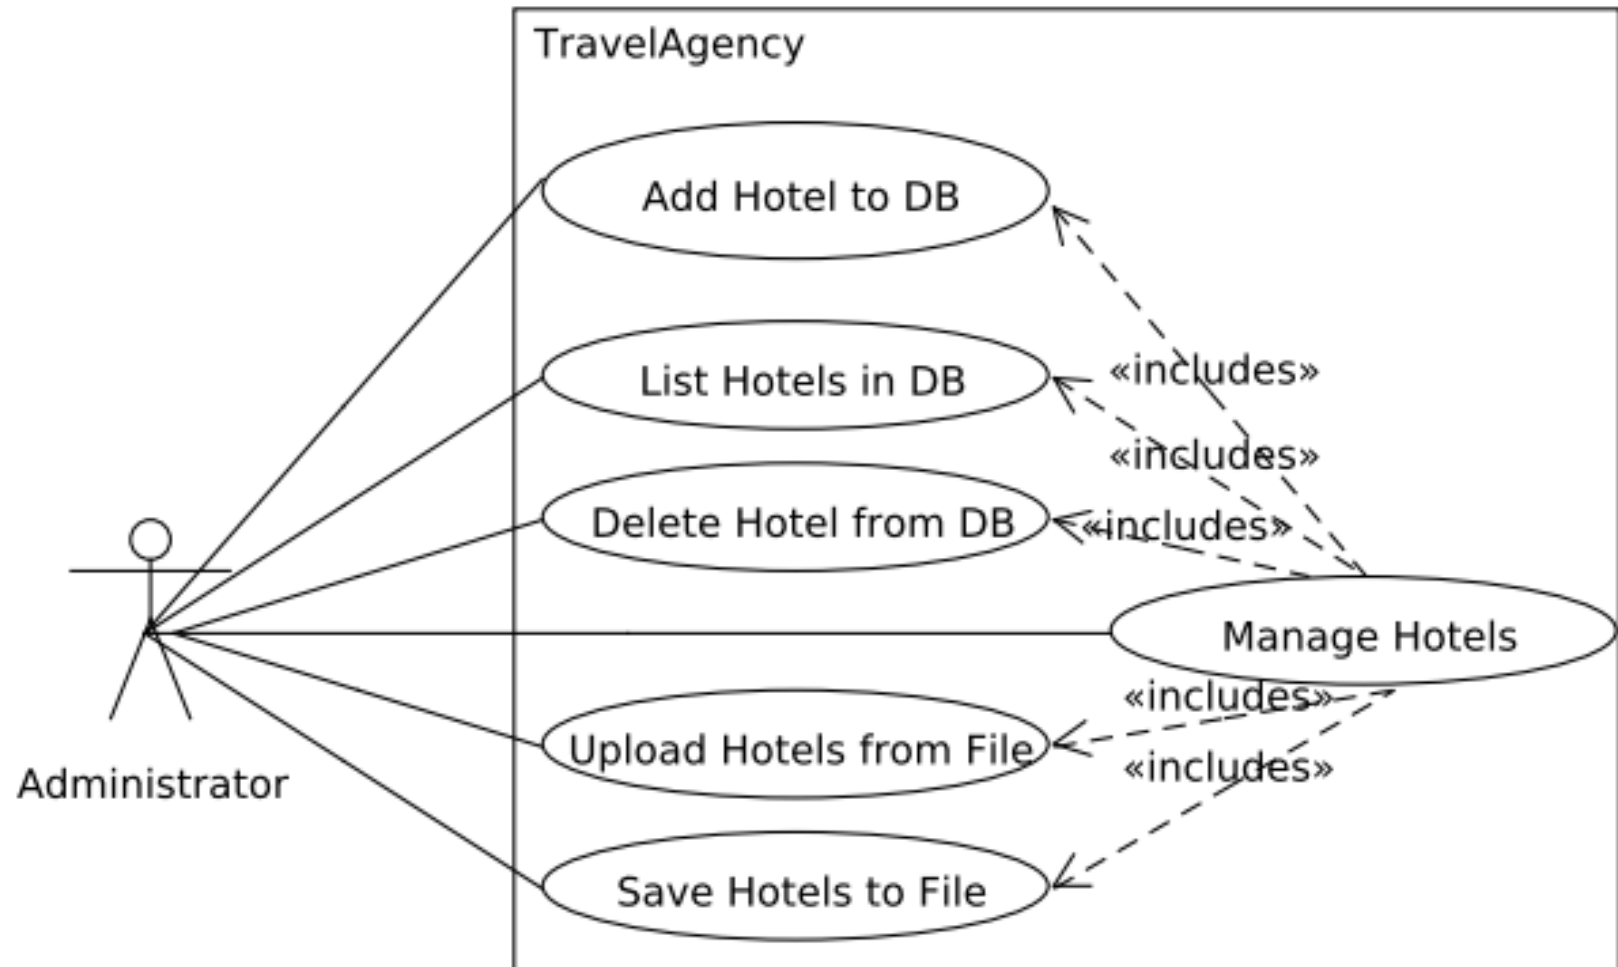 TravelAgency
Add Hotel to DB
«includes»
List Hotels in DB
«includes»
Delete Hotel from DB
«includes»
Manage Hotels
«includes»
Upload Hotels from File
«includes»
Administrator
Save Hotels to File